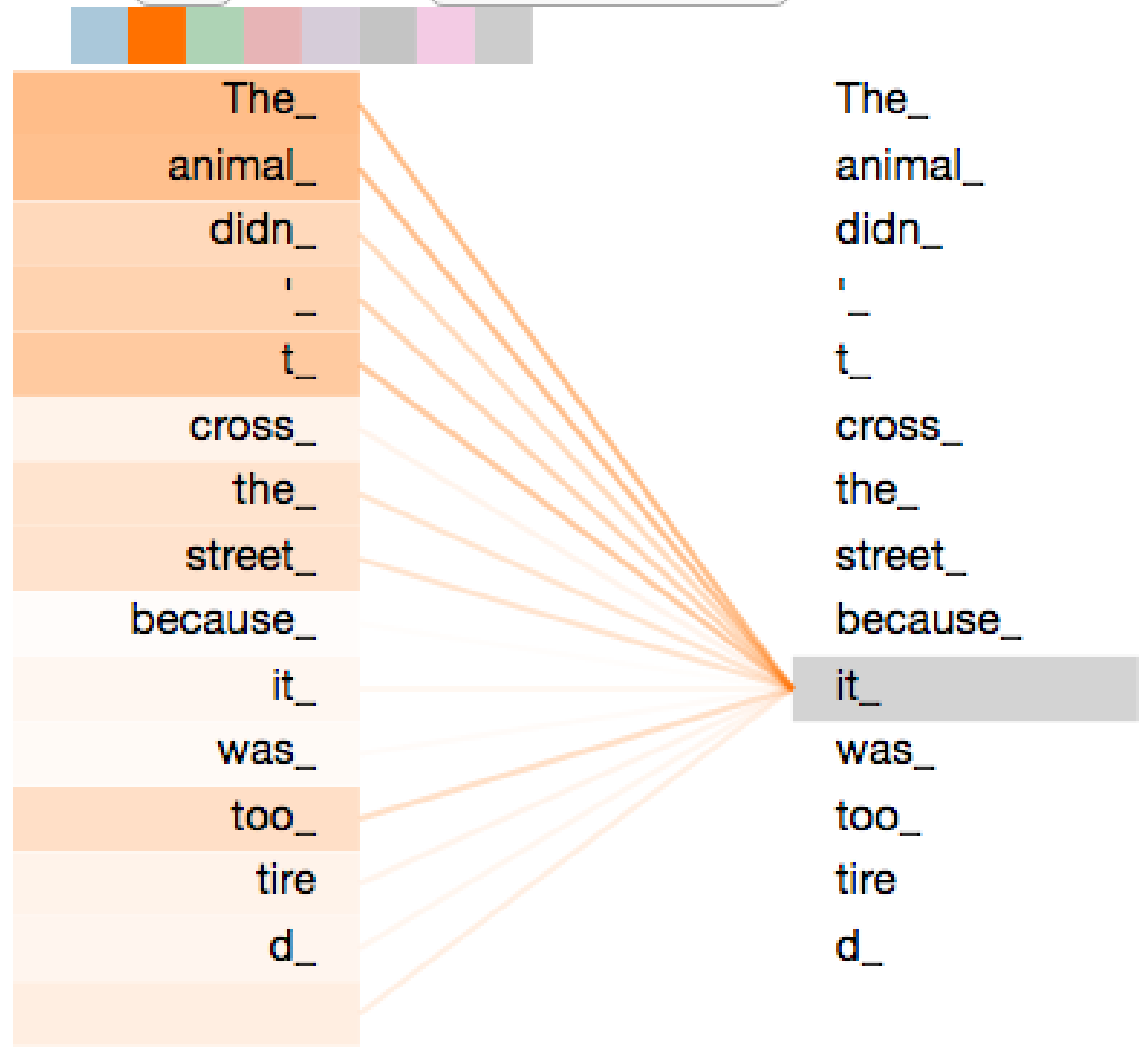 The_ The_
animal_ animal_
didn_ didn_
'_ '_
t_ t_
cross_ cross_
the_ the_
street_ street_
because_ because_
it_ it_
was_ was_
too_ too_
tire tire
d_ d_